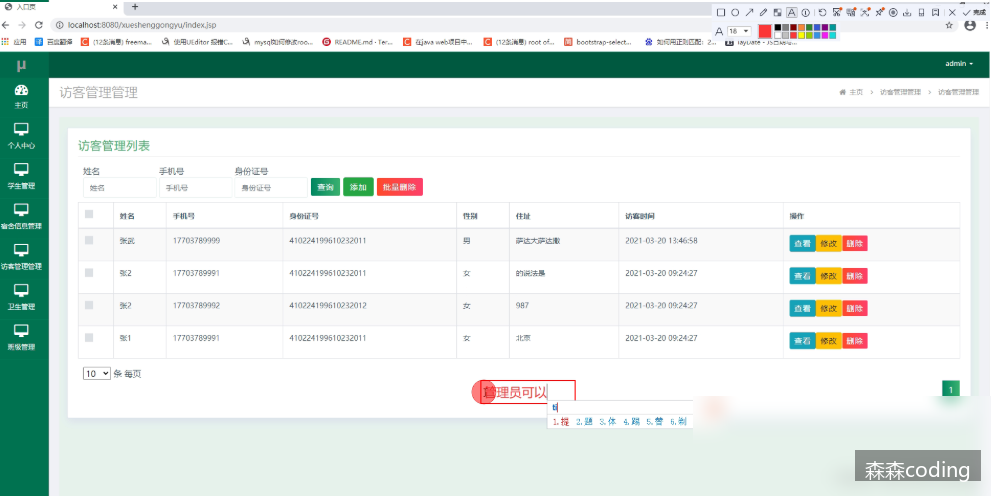 入口页
localhost:8080/xueshenggongyu/index.jsp
应用 百度翻译 (12条消息) freema... 使用UEditor 报错C... mysql如何修改roo... README.md · Ter... 在java web项目中... (12条消息) root of... bootstrap-select... 如何用正则匹配：2... layDate - JS日期...
A 18 完成
μ admin
访客管理管理 主页 > 访客管理管理 > 访客管理管理
主页
个人中心
学生管理
宿舍信息管理
访客管理管理
卫生管理
班级管理
访客管理列表
姓名 手机号 身份证号
姓名 手机号 身份证号 查询 添加 批量删除
姓名 手机号 身份证号 性别 住址 访客时间 操作
张武 17703789999 410224199610232011 男 萨达大萨达撒 2021-03-20 13:46:58 查看 修改 删除
张2 17703789991 410224199610232011 女 的说法是 2021-03-20 09:24:27 查看 修改 删除
张2 17703789992 410224199610232012 女 987 2021-03-20 09:24:27 查看 修改 删除
张1 17703789991 410224199610232011 女 北京 2021-03-20 09:24:27 查看 修改 删除
10 条 每页
管理员可以
1
1.提 2.题 3.体 4.踢 5.替 6.剃
森森coding